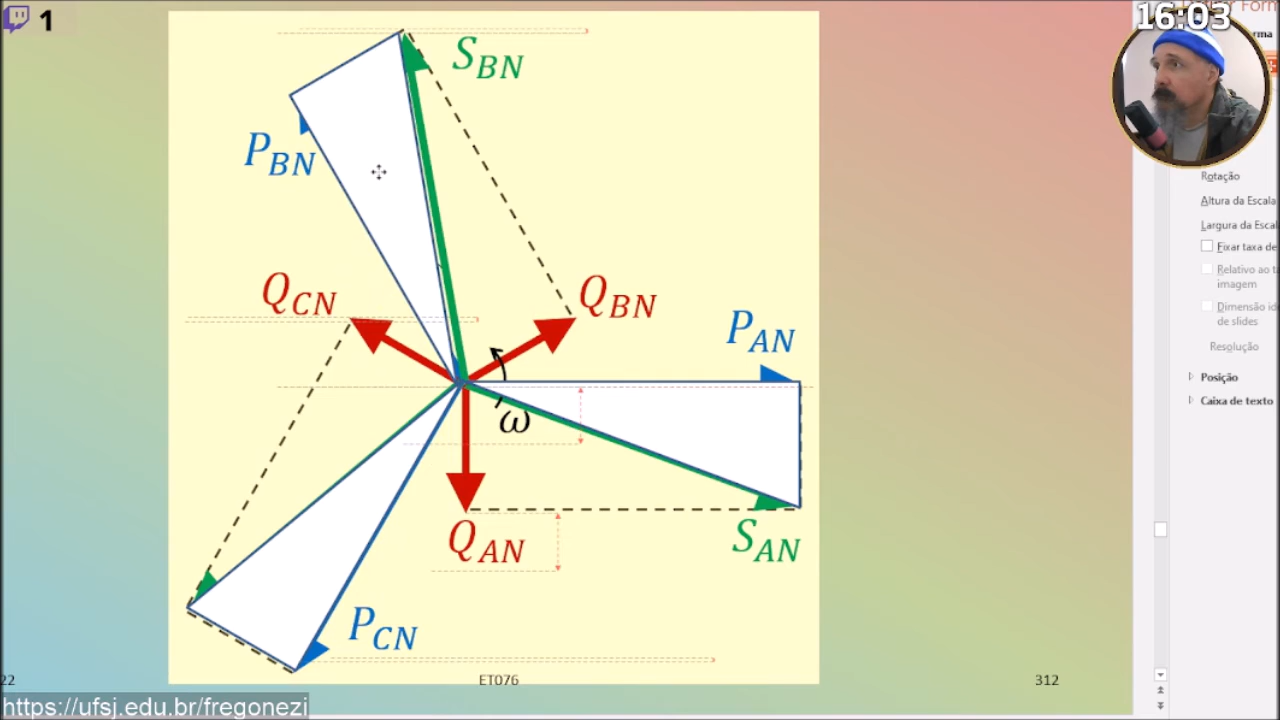 1
16:03
rma
S_BN
P_BN
Rotação
Altura da Escala
Largura da Escal
Fixar taxa de
Relativo ao t
imagem
Dimensão id
de slides
Resolução
Q_CN
Q_BN
P_AN
Posição
Caixa de texto
ω
Q_AN
S_AN
P_CN
22
ET076
312
https://ufsj.edu.br/fregonezi